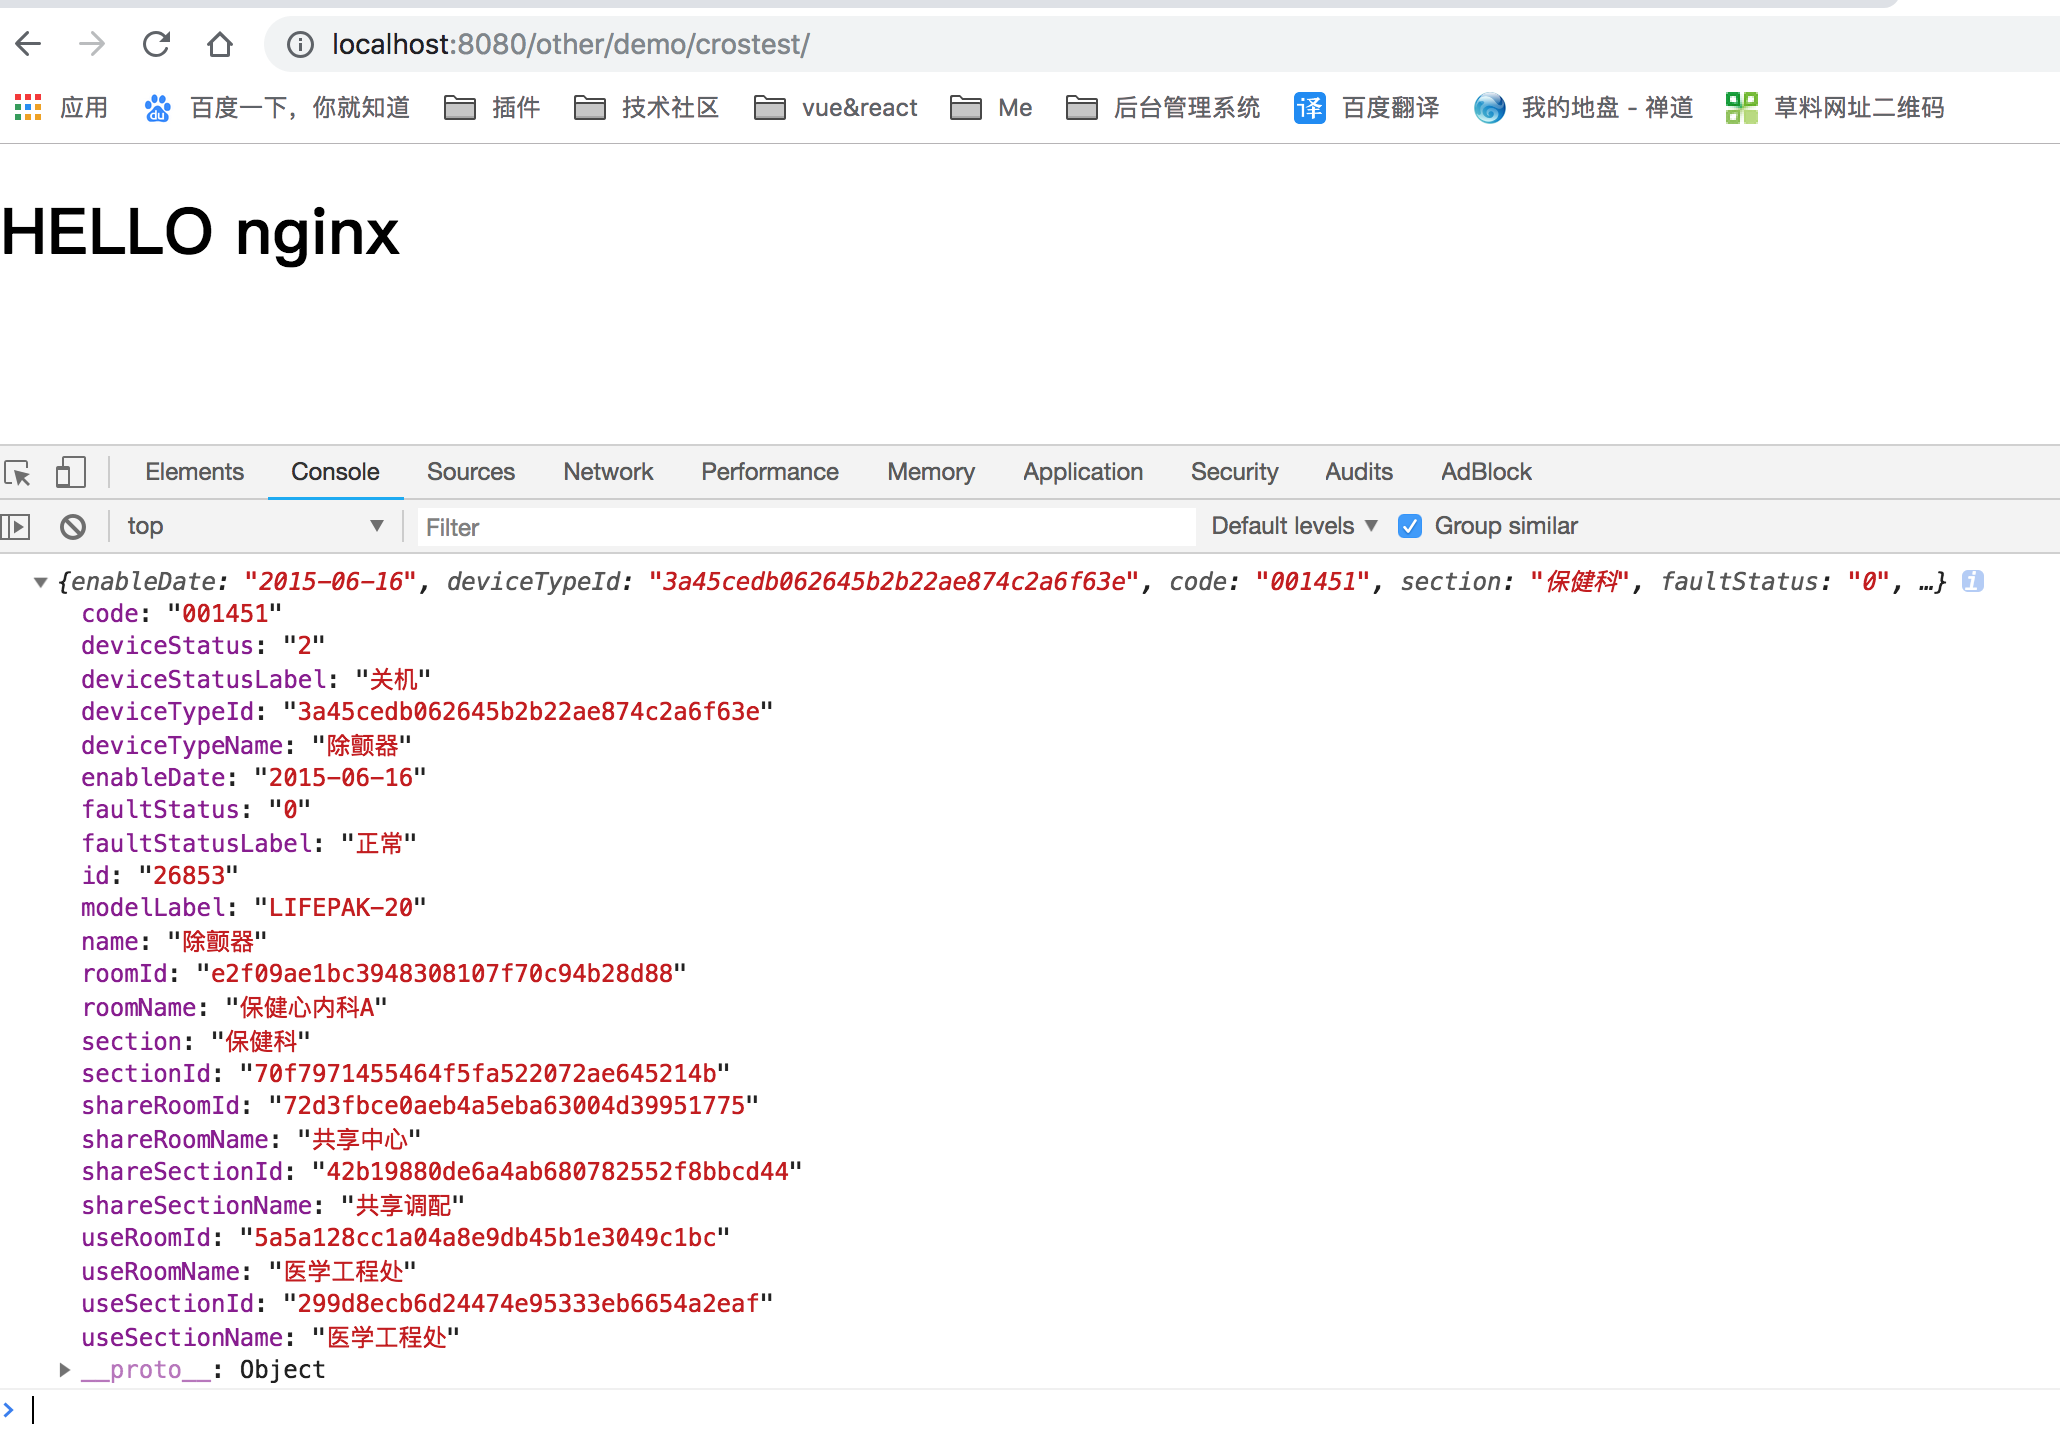 localhost:8080/other/demo/crostest/
应用 百度一下，你就知道 插件 技术社区 vue&react Me 后台管理系统 译 百度翻译 我的地盘 - 禅道 草料网址二维码
HELLO nginx
Elements Console Sources Network Performance Memory Application Security Audits AdBlock
top Filter Default levels Group similar
{enableDate: "2015-06-16", deviceTypeId: "3a45cedb062645b2b22ae874c2a6f63e", code: "001451", section: "保健科", faultStatus: "0", …}
code: "001451"
deviceStatus: "2"
deviceStatusLabel: "关机"
deviceTypeId: "3a45cedb062645b2b22ae874c2a6f63e"
deviceTypeName: "除颤器"
enableDate: "2015-06-16"
faultStatus: "0"
faultStatusLabel: "正常"
id: "26853"
modelLabel: "LIFEPAK-20"
name: "除颤器"
roomId: "e2f09ae1bc3948308107f70c94b28d88"
roomName: "保健心内科A"
section: "保健科"
sectionId: "70f7971455464f5fa522072ae645214b"
shareRoomId: "72d3fbce0aeb4a5eba63004d39951775"
shareRoomName: "共享中心"
shareSectionId: "42b19880de6a4ab680782552f8bbcd44"
shareSectionName: "共享调配"
useRoomId: "5a5a128cc1a04a8e9db45b1e3049c1bc"
useRoomName: "医学工程处"
useSectionId: "299d8ecb6d24474e95333eb6654a2eaf"
useSectionName: "医学工程处"
__proto__: Object